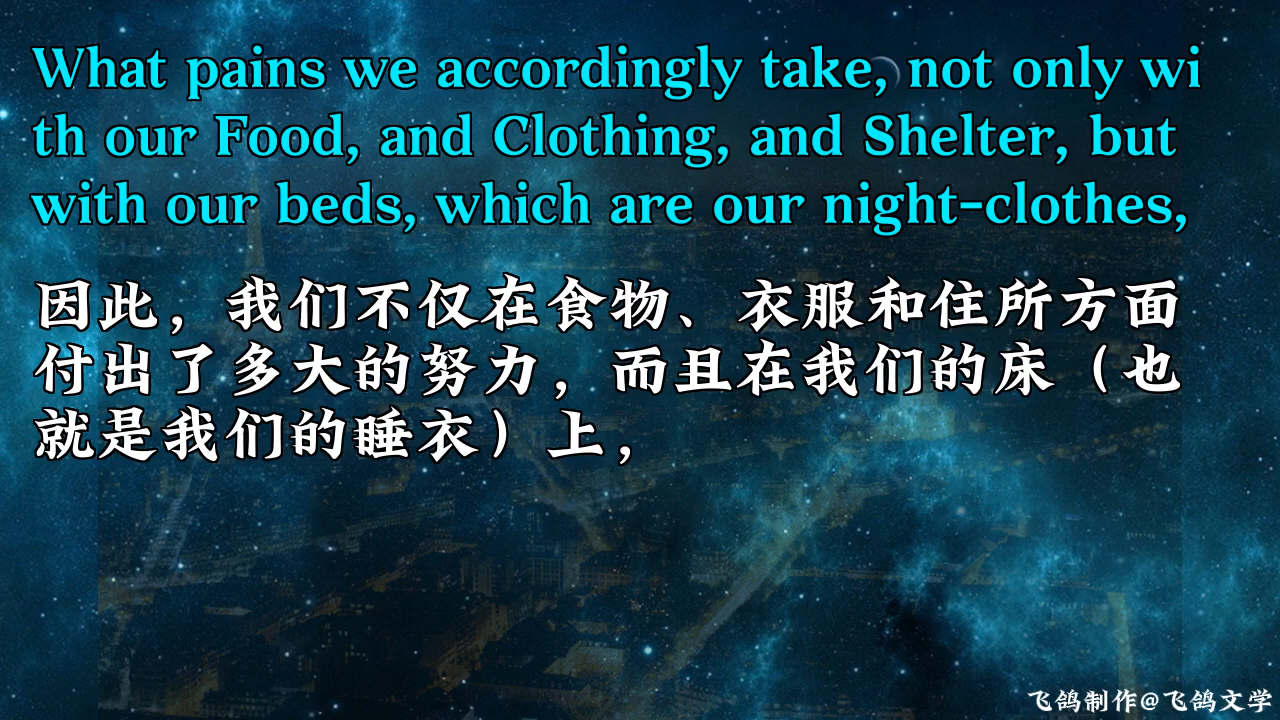 What pains we accordingly take, not only wi
th our Food, and Clothing, and Shelter, but
with our beds, which are our night-clothes,
因此，我们不仅在食物、衣服和住所方面
付出了多大的努力，而且在我们的床（也
就是我们的睡衣）上，
飞鸽制作@飞鸽文学